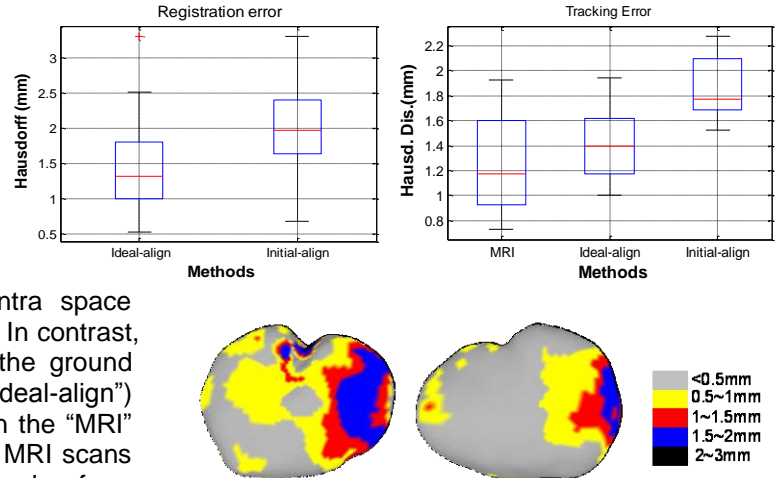 Registration error
Hausdorff (mm)
3
2.5
2
1.5
1
0.5
Ideal-align
Initial-align
Methods
Tracking Error
Hausd. Dis.(mm)
2.2
2
1.8
1.6
1.4
1.2
1
0.8
MRI
Ideal-align
Initial-align
Methods
ntra space
In contrast,
the ground
deal-align”)
the “MRI”
MRI scans
<0.5mm
0.5~1mm
1~1.5mm
1.5~2mm
2~3mm